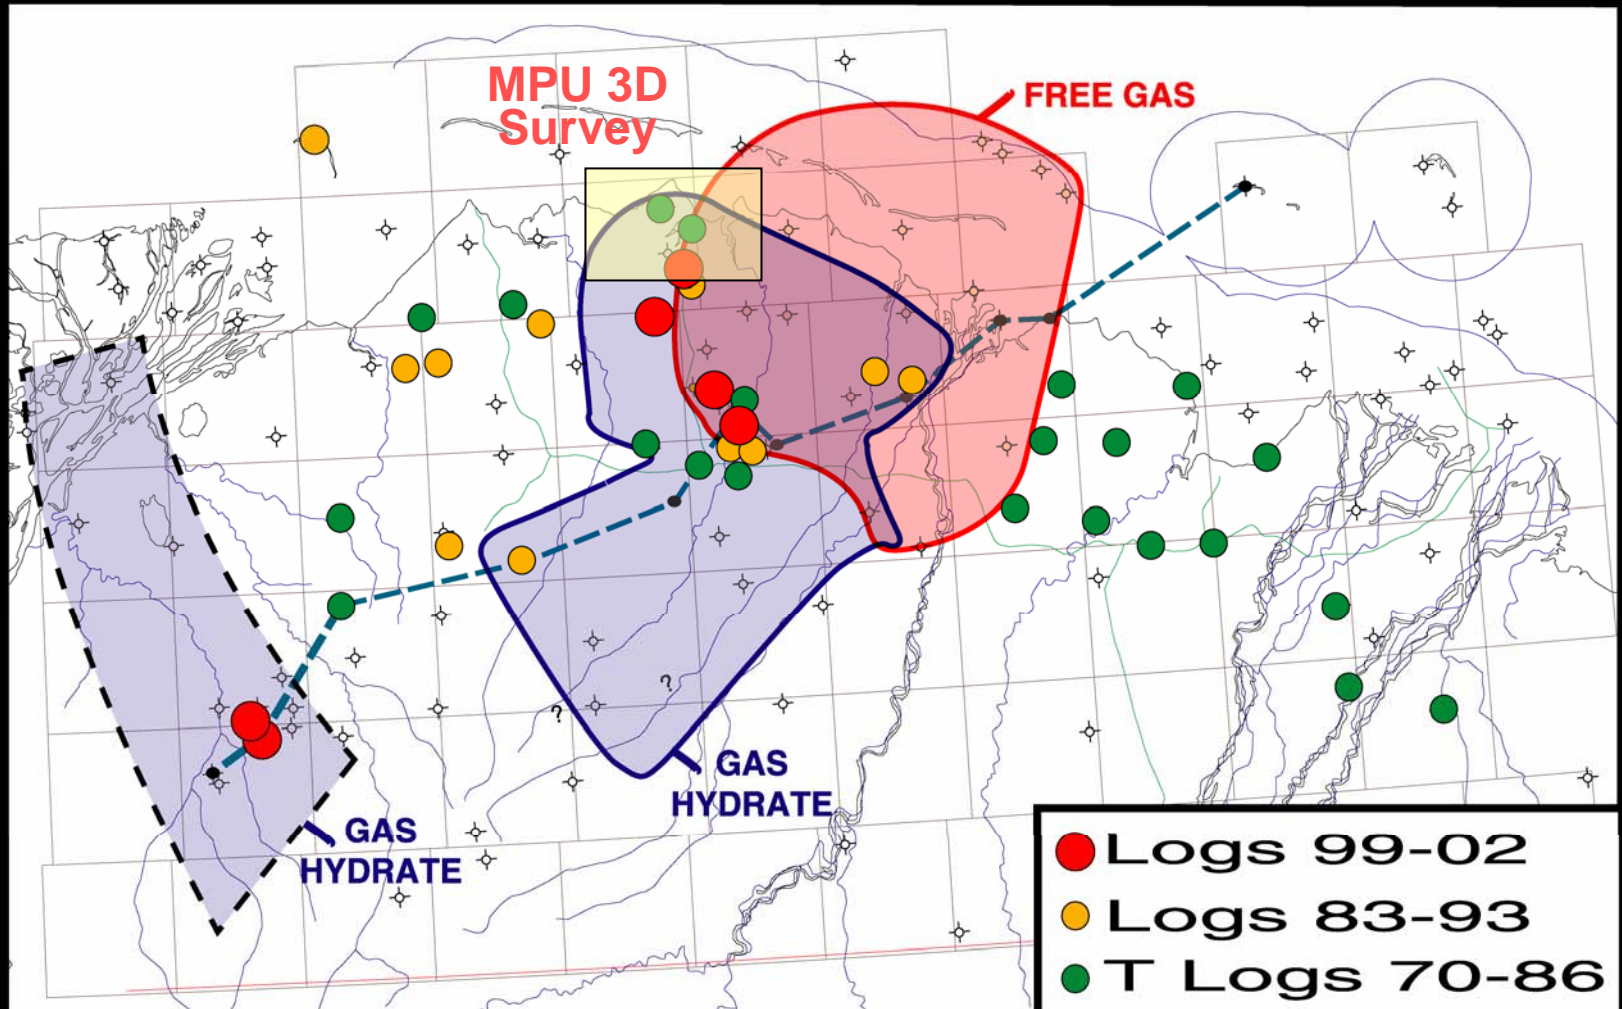 MPU 3D
Survey
FREE GAS
?
?
GAS
HYDRATE
GAS
HYDRATE
Logs 99-02
Logs 83-93
T Logs 70-86